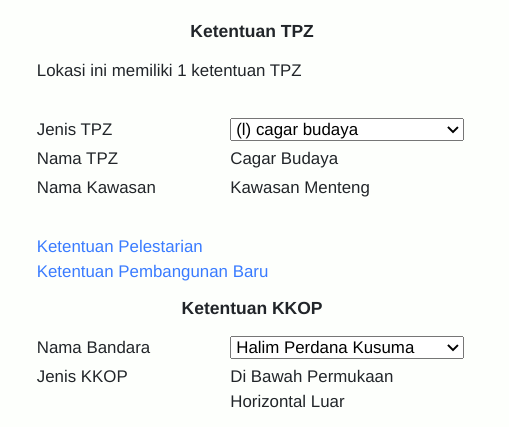 Ketentuan TPZ
Lokasi ini memiliki 1 ketentuan TPZ
Jenis TPZ (l) cagar budaya
Nama TPZ Cagar Budaya
Nama Kawasan Kawasan Menteng
Ketentuan Pelestarian
Ketentuan Pembangunan Baru
Ketentuan KKOP
Nama Bandara Halim Perdana Kusuma
Jenis KKOP Di Bawah Permukaan
Horizontal Luar